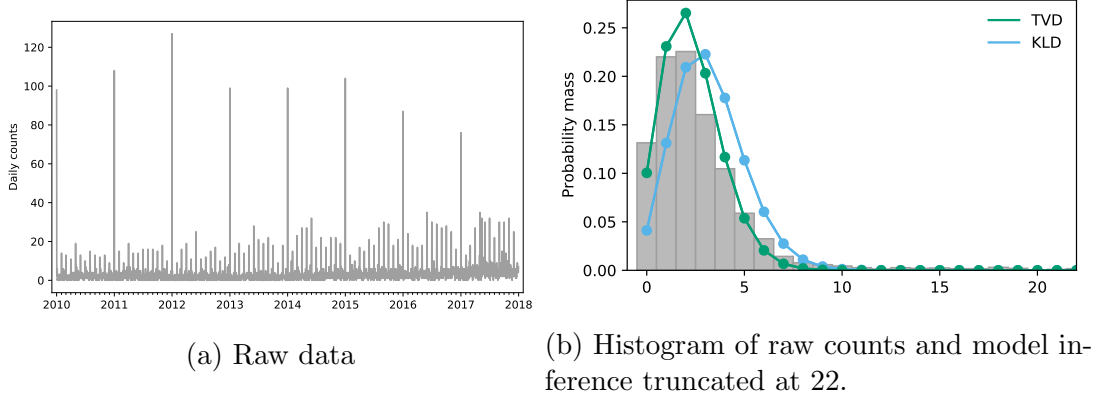 Daily counts
120
100
80
60
40
20
0
2010 2011 2012 2013 2014 2015 2016 2017 2018
(a) Raw data
Probability mass
0.25
0.20
0.15
0.10
0.05
0.00
0 5 10 15 20
TVD
KLD
(b) Histogram of raw counts and model in-
ference truncated at 22.